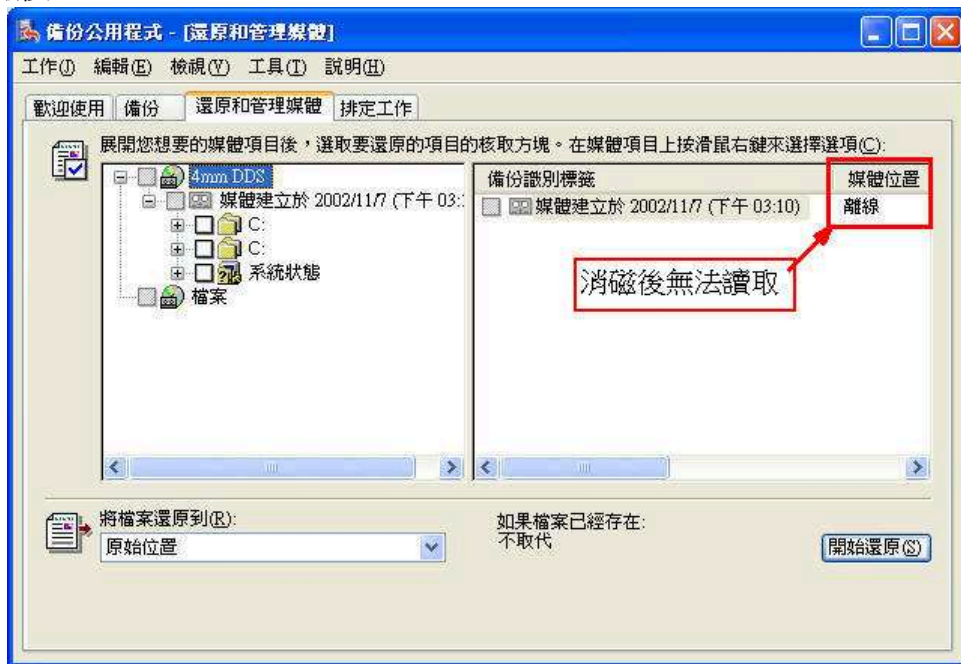 備份公用程式 - [還原和管理媒體]
工作(J) 編輯(E) 檢視(V) 工具(T) 說明(H)
歡迎使用 備份 還原和管理媒體 排定工作
展開您想要的媒體項目後，選取要還原的項目的核取方塊。在媒體項目上按滑鼠右鍵來選擇選項(C):
4mm DDS
媒體建立於 2002/11/7 (下午 03:
C:
C:
系統狀態
檔案
備份識別標籤 媒體位置
媒體建立於 2002/11/7 (下午 03:10) 離線
消磁後無法讀取
將檔案還原到(R):
原始位置
如果檔案已經存在:
不取代
開始還原(S)